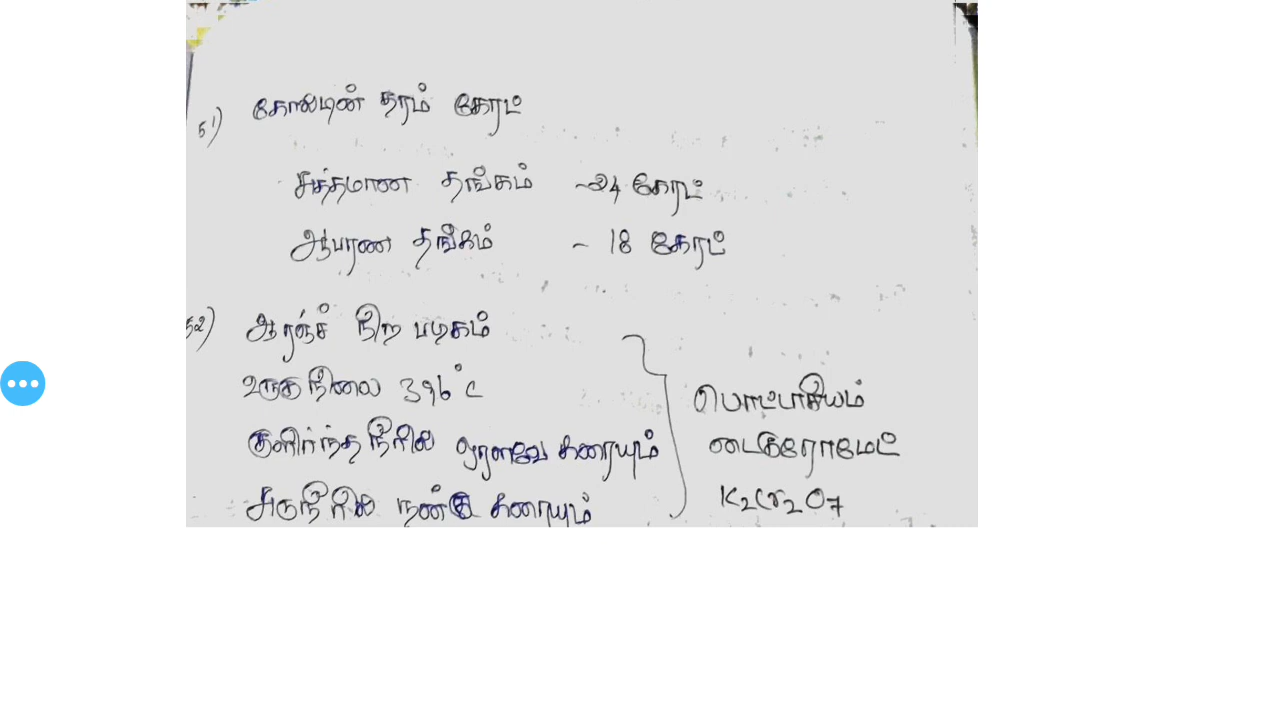 51) கோல்டின் தரம் கேரட்
சுத்தமான தங்கம் - 24 கேரட்
ஆபரண தங்கம் - 18 கேரட்
52) ஆரஞ்ச் நிற படிகம்
உருகுநிலை 396°C
குளிர்ந்த நீரில் ஓரளவே கரையும்
சுடுநீரில் நன்கு கரையும்
பொட்டாசியம்
டைகுரோமேட்
K2Cr2O7